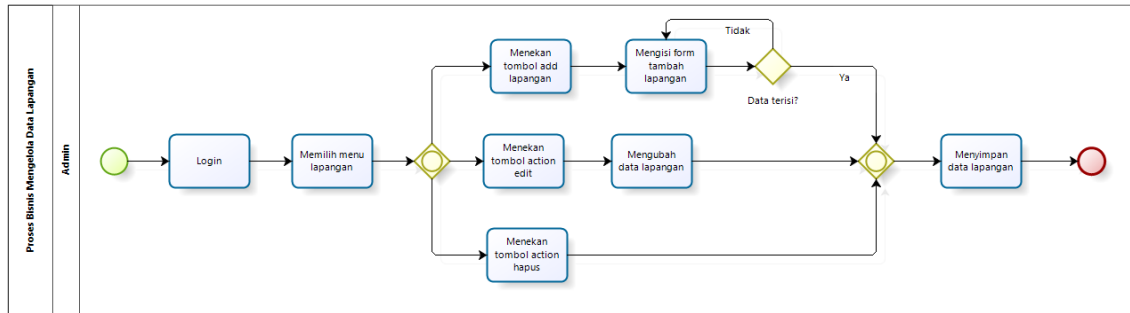 Proses Bisnis Mengelola Data Lapangan
Admin
Login
Memilih menu
lapangan
Menekan
tombol add
lapangan
Mengisi form
tambah
lapangan
Tidak
Ya
Data terisi?
Menekan
tombol action
edit
Mengubah
data lapangan
Menekan
tombol action
hapus
Menyimpan
data lapangan